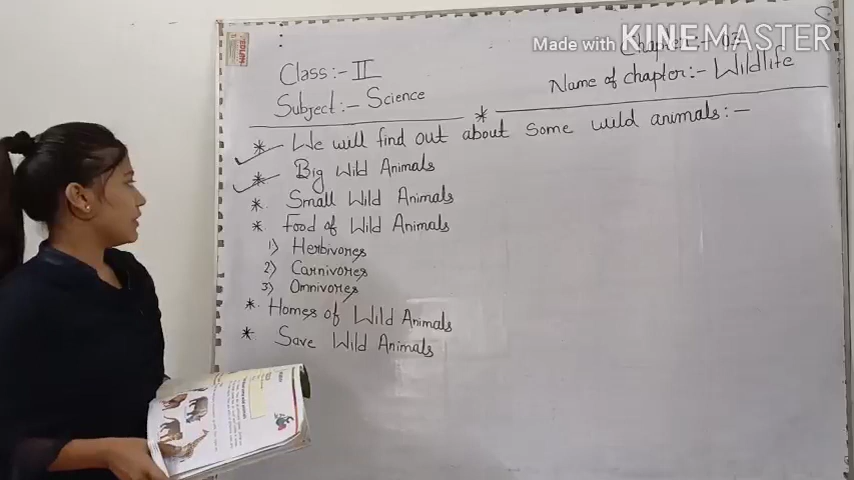 Made with KINEMASTER
Chapter:- 03
Class:- II
Name of chapter:- Wildlife
Subject:- Science
* We will find out about some wild animals:-
* Big Wild Animals
* Small Wild Animals
* Food of Wild Animals
1) Herbivores
2) Carnivores
3) Omnivores
* Homes of Wild Animals
* Save Wild Animals